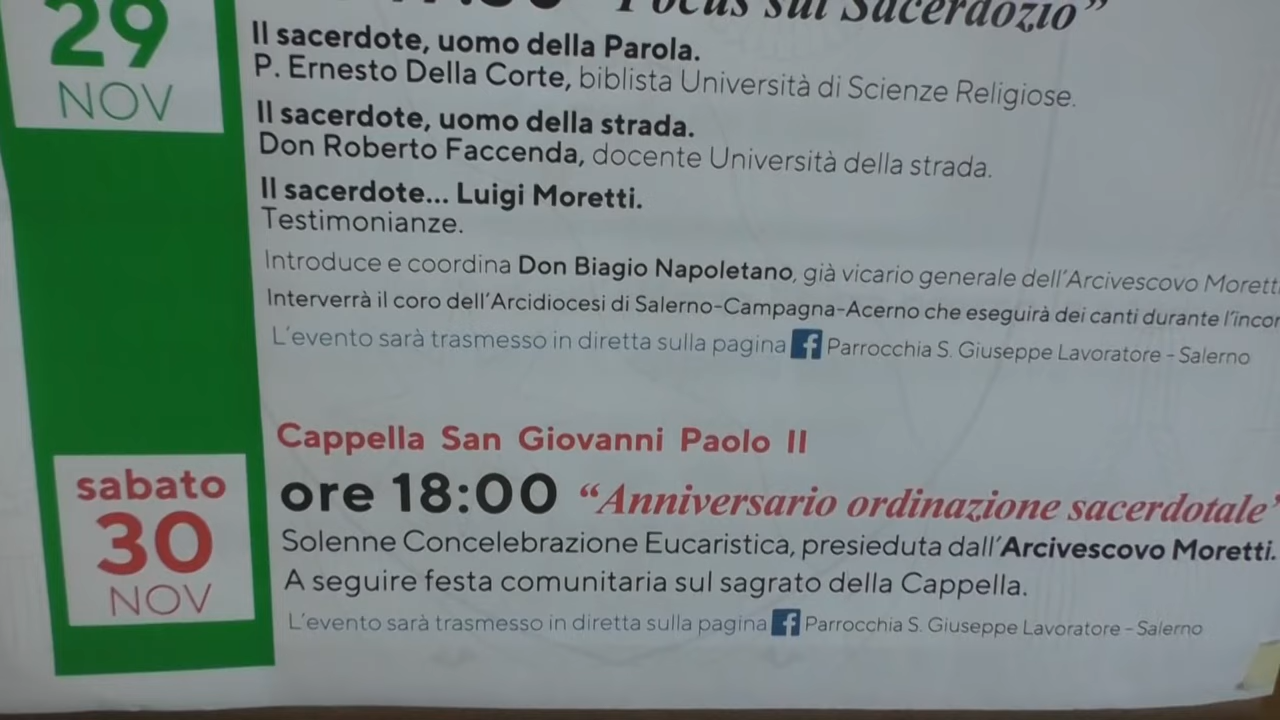 29
NOV
"Focus sul Sacerdozio"
Il sacerdote, uomo della Parola.
P. Ernesto Della Corte, biblista Università di Scienze Religiose.
Il sacerdote, uomo della strada.
Don Roberto Faccenda, docente Università della strada.
Il sacerdote... Luigi Moretti.
Testimonianze.
Introduce e coordina Don Biagio Napoletano, già vicario generale dell'Arcivescovo Moretti
Interverrà il coro dell'Arcidiocesi di Salerno-Campagna-Acerno che eseguirà dei canti durante l'incon
L'evento sarà trasmesso in diretta sulla pagina f Parrocchia S. Giuseppe Lavoratore - Salerno
sabato
30
NOV
Cappella San Giovanni Paolo II
ore 18:00 "Anniversario ordinazione sacerdotale"
Solenne Concelebrazione Eucaristica, presieduta dall'Arcivescovo Moretti.
A seguire festa comunitaria sul sagrato della Cappella.
L'evento sarà trasmesso in diretta sulla pagina f Parrocchia S. Giuseppe Lavoratore - Salerno